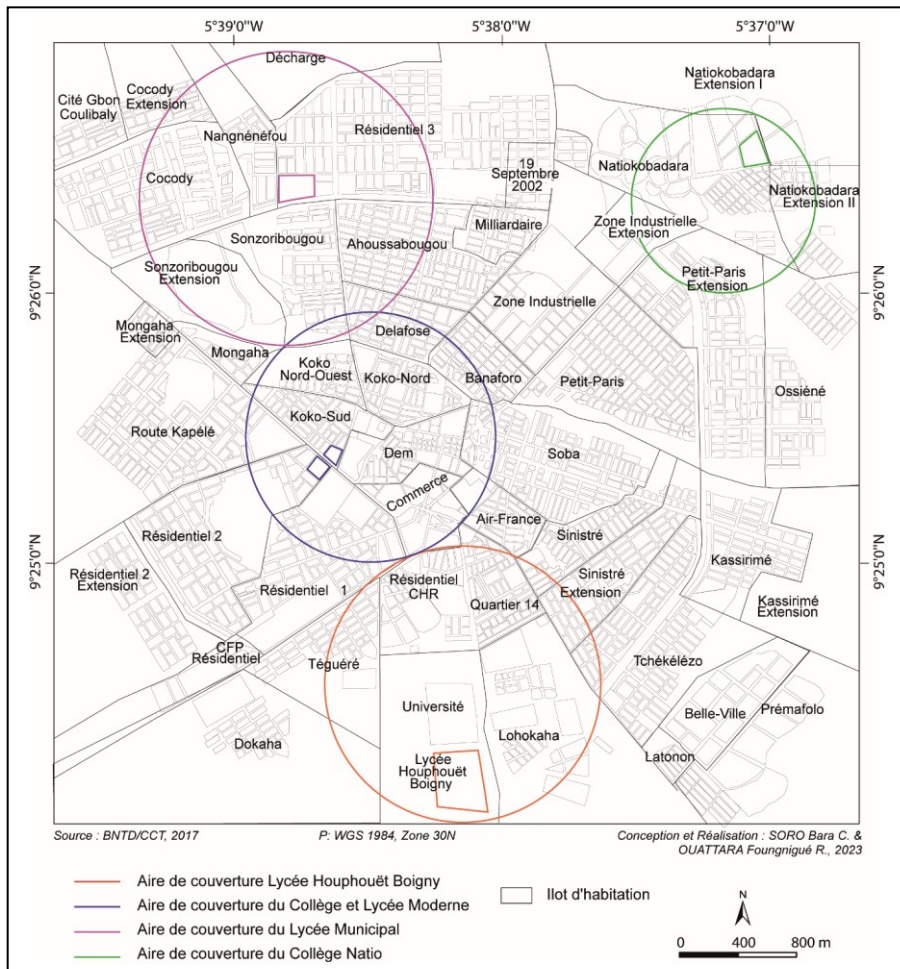 5°39'0"W
5°38'0"W
5°37'0"W
Décharge
Cité Gbon
Coulibaly
Cocody
Extension
Nangnénéfou
Résidentiel 3
Natiokobadara
Extension I
Cocody
19
Septembre
2002
Natiokobadara
Natiokobadara
Extension II
Milliardaire
Zone Industrielle
Extension
Sonzoribougou
Ahoussabougou
Sonzoribougou
Extension
Petit-Paris
Extension
9°26'0"N
9°26'0"N
Zone Industrielle
Mongaha
Extension
Mongaha
Delafose
Koko
Nord-Ouest
Koko-Nord
Banaforo
Petit-Paris
Ossiéné
Route Kapélé
Koko-Sud
Dem
Soba
Commerce
Air-France
Sinistré
Résidentiel 2
Kassirimé
9°25'0"N
9°25'0"N
Résidentiel 2
Extension
Résidentiel 1
Résidentiel
CHR
Quartier 14
Sinistré
Extension
Kassirimé
Extension
CFP
Résidentiel
Téguéré
Tchékélézo
Université
Lohokaha
Belle-Ville
Prémafolo
Dokaha
Latonon
Lycée
Houphouët
Boigny
Source : BNTD/CCT, 2017
P: WGS 1984, Zone 30N
Conception et Réalisation : SORO Bara C. &
OUATTARA Foungnigué R., 2023
Aire de couverture Lycée Houphouët Boigny
Aire de couverture du Collège et Lycée Moderne
Aire de couverture du Lycée Municipal
Aire de couverture du Collège Natio
Ilot d'habitation
N
0 400 800 m